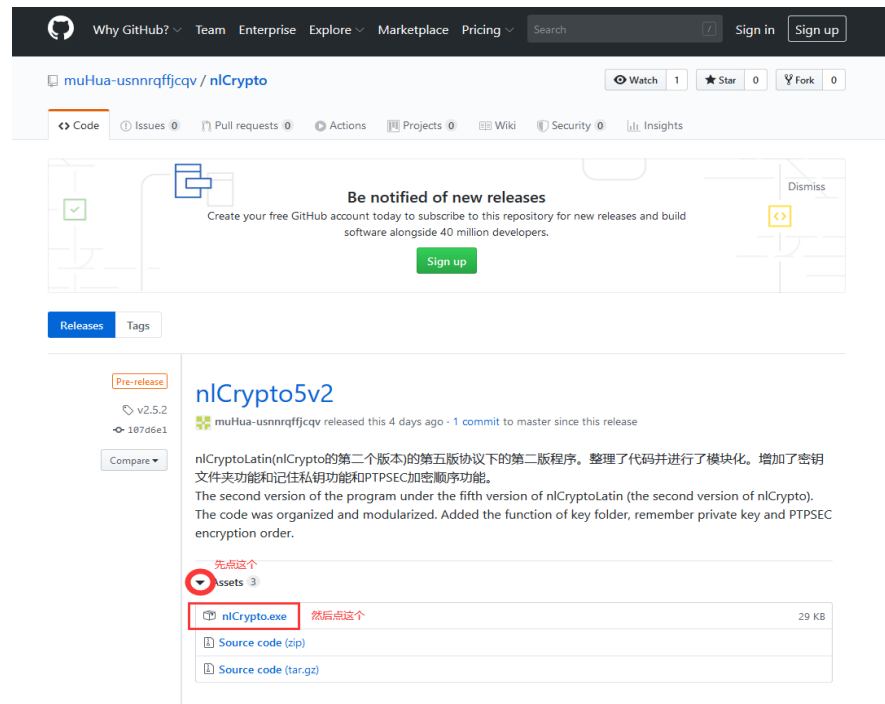 Why GitHub? Team Enterprise Explore Marketplace Pricing Search / Sign in Sign up
muHua-usnnrqffjcqv / nlCrypto Watch 1 Star 0 Fork 0
Code Issues 0 Pull requests 0 Actions Projects 0 Wiki Security 0 Insights
Dismiss
Be notified of new releases
Create your free GitHub account today to subscribe to this repository for new releases and build
software alongside 40 million developers.
Sign up
Releases Tags
Pre-release
v2.5.2
107d6e1
Compare
nlCrypto5v2
muHua-usnnrqffjcqv released this 4 days ago · 1 commit to master since this release
nlCryptoLatin(nlCrypto的第二个版本)的第五版协议下的第二版程序。整理了代码并进行了模块化。增加了密钥
文件夹功能和记住私钥功能和PTPSEC加密顺序功能。
The second version of the program under the fifth version of nlCryptoLatin (the second version of nlCrypto).
The code was organized and modularized. Added the function of key folder, remember private key and PTPSEC
encryption order.
先点这个
Assets 3
nlCrypto.exe 然后点这个 29 KB
Source code (zip)
Source code (tar.gz)